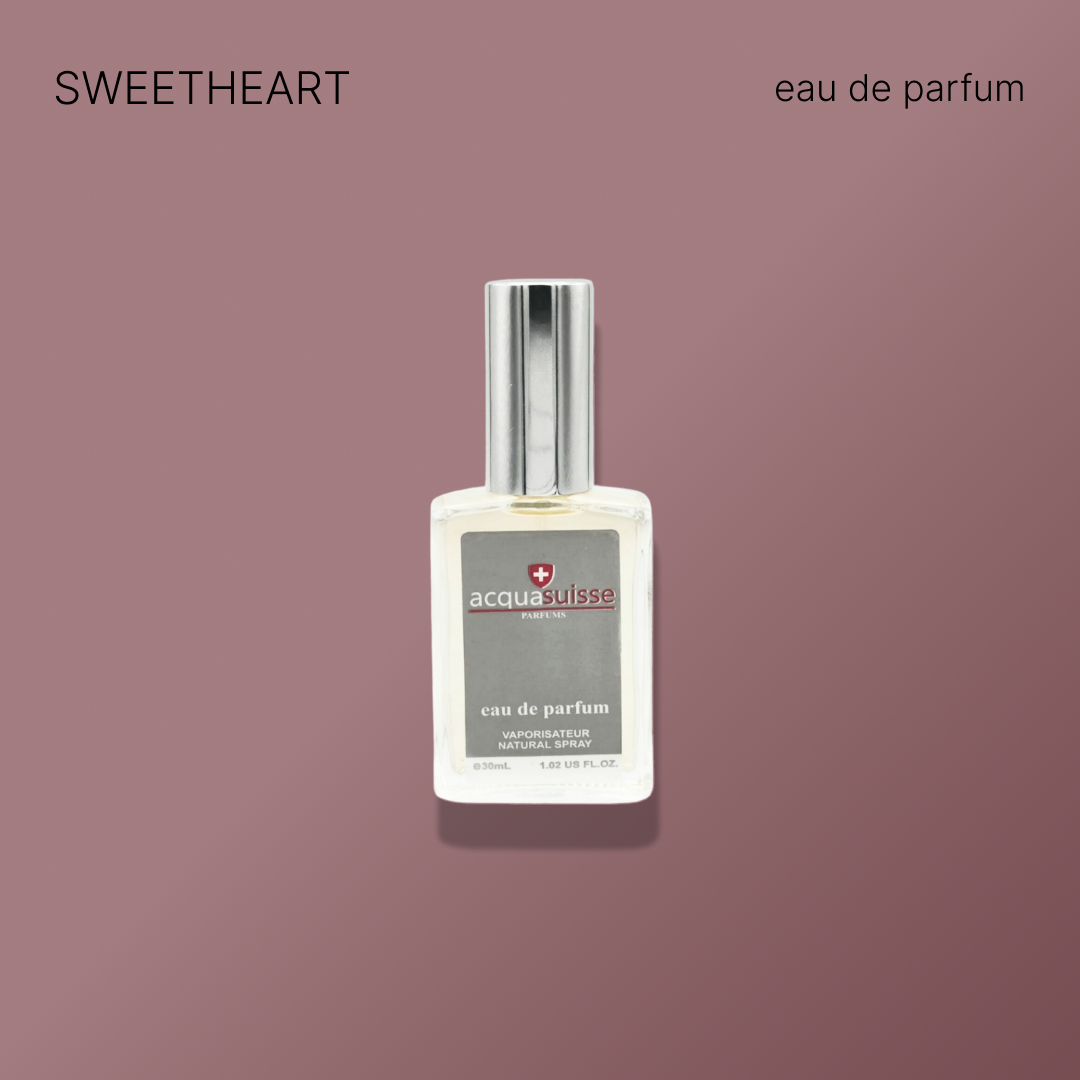 SWEETHEART
eau de parfum
acquasuisse
PARFUMS
eau de parfum
VAPORISATEUR
NATURAL SPRAY
℮30mL 1.02 US FL.OZ.